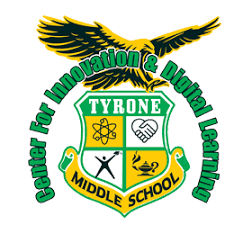 Center For Innovation & Digital Learning
TYRONE
MIDDLE SCHOOL